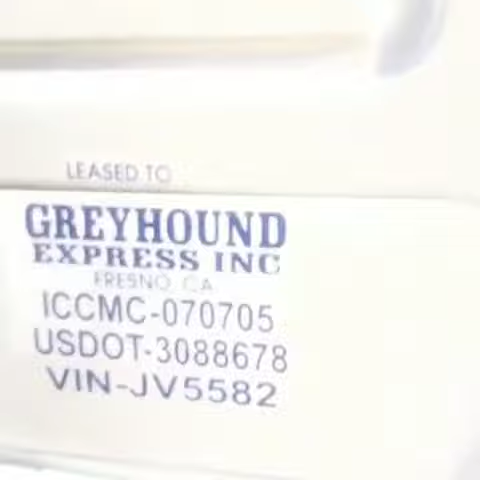 LEASED TO
GREYHOUND
EXPRESS INC
FRESNO, CA
ICCMC-070705
USDOT-3088678
VIN-JV5582